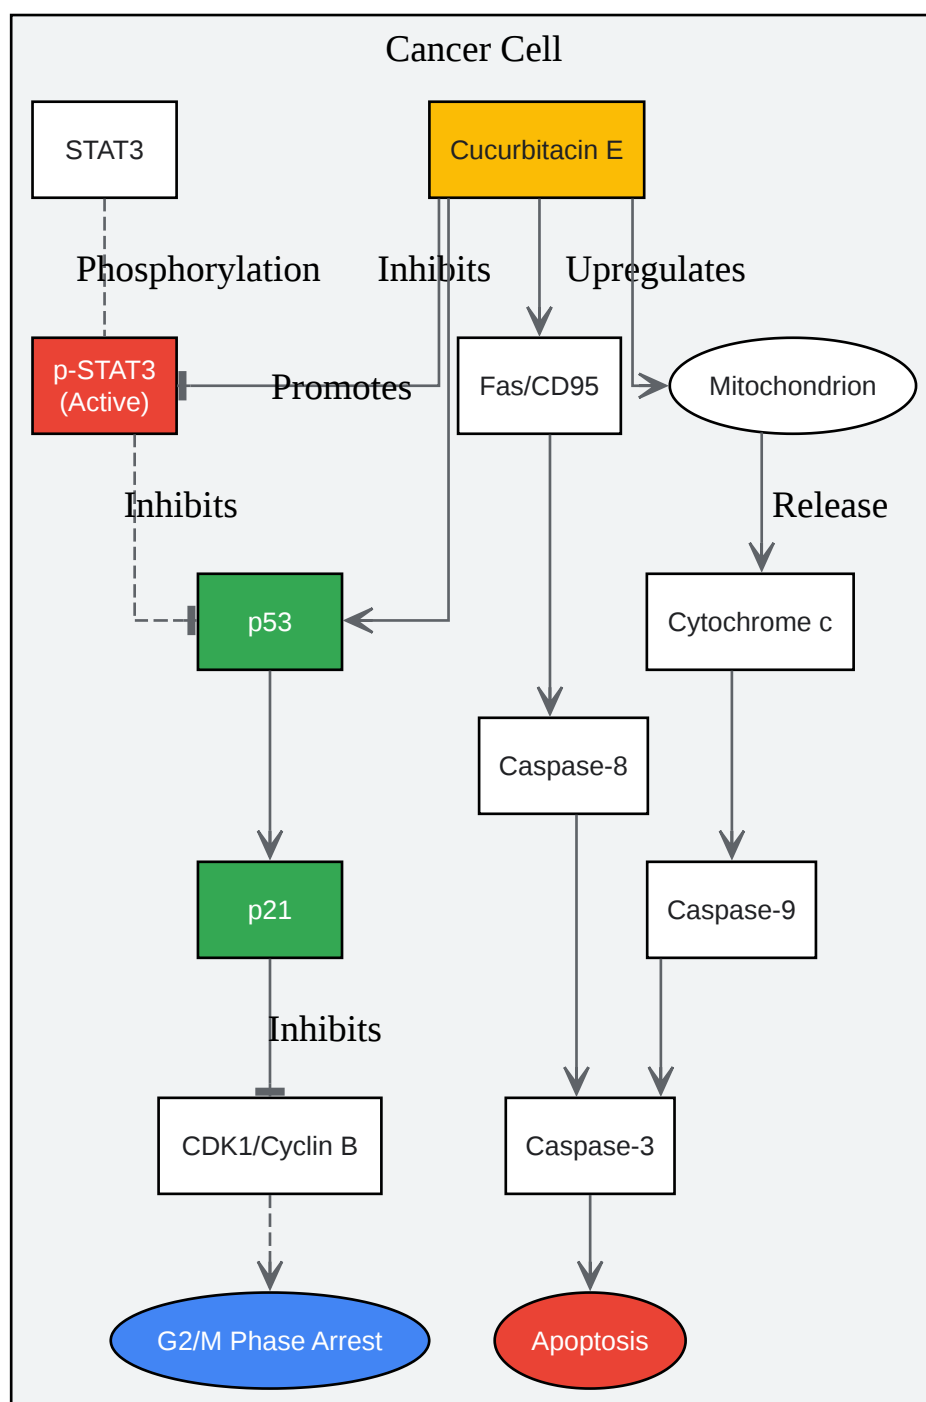 Cancer Cell
STAT3
Cucurbitacin E
Phosphorylation
Inhibits
Upregulates
p-STAT3
(Active)
Promotes
Fas/CD95
Mitochondrion
Inhibits
Release
p53
Cytochrome c
Caspase-8
p21
Caspase-9
Inhibits
CDK1/Cyclin B
Caspase-3
G2/M Phase Arrest
Apoptosis